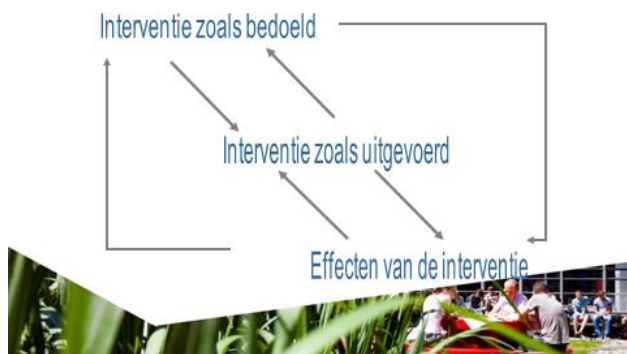 Interventie zoals bedoeld
Interventie zoals uitgevoerd
Effecten van de interventie